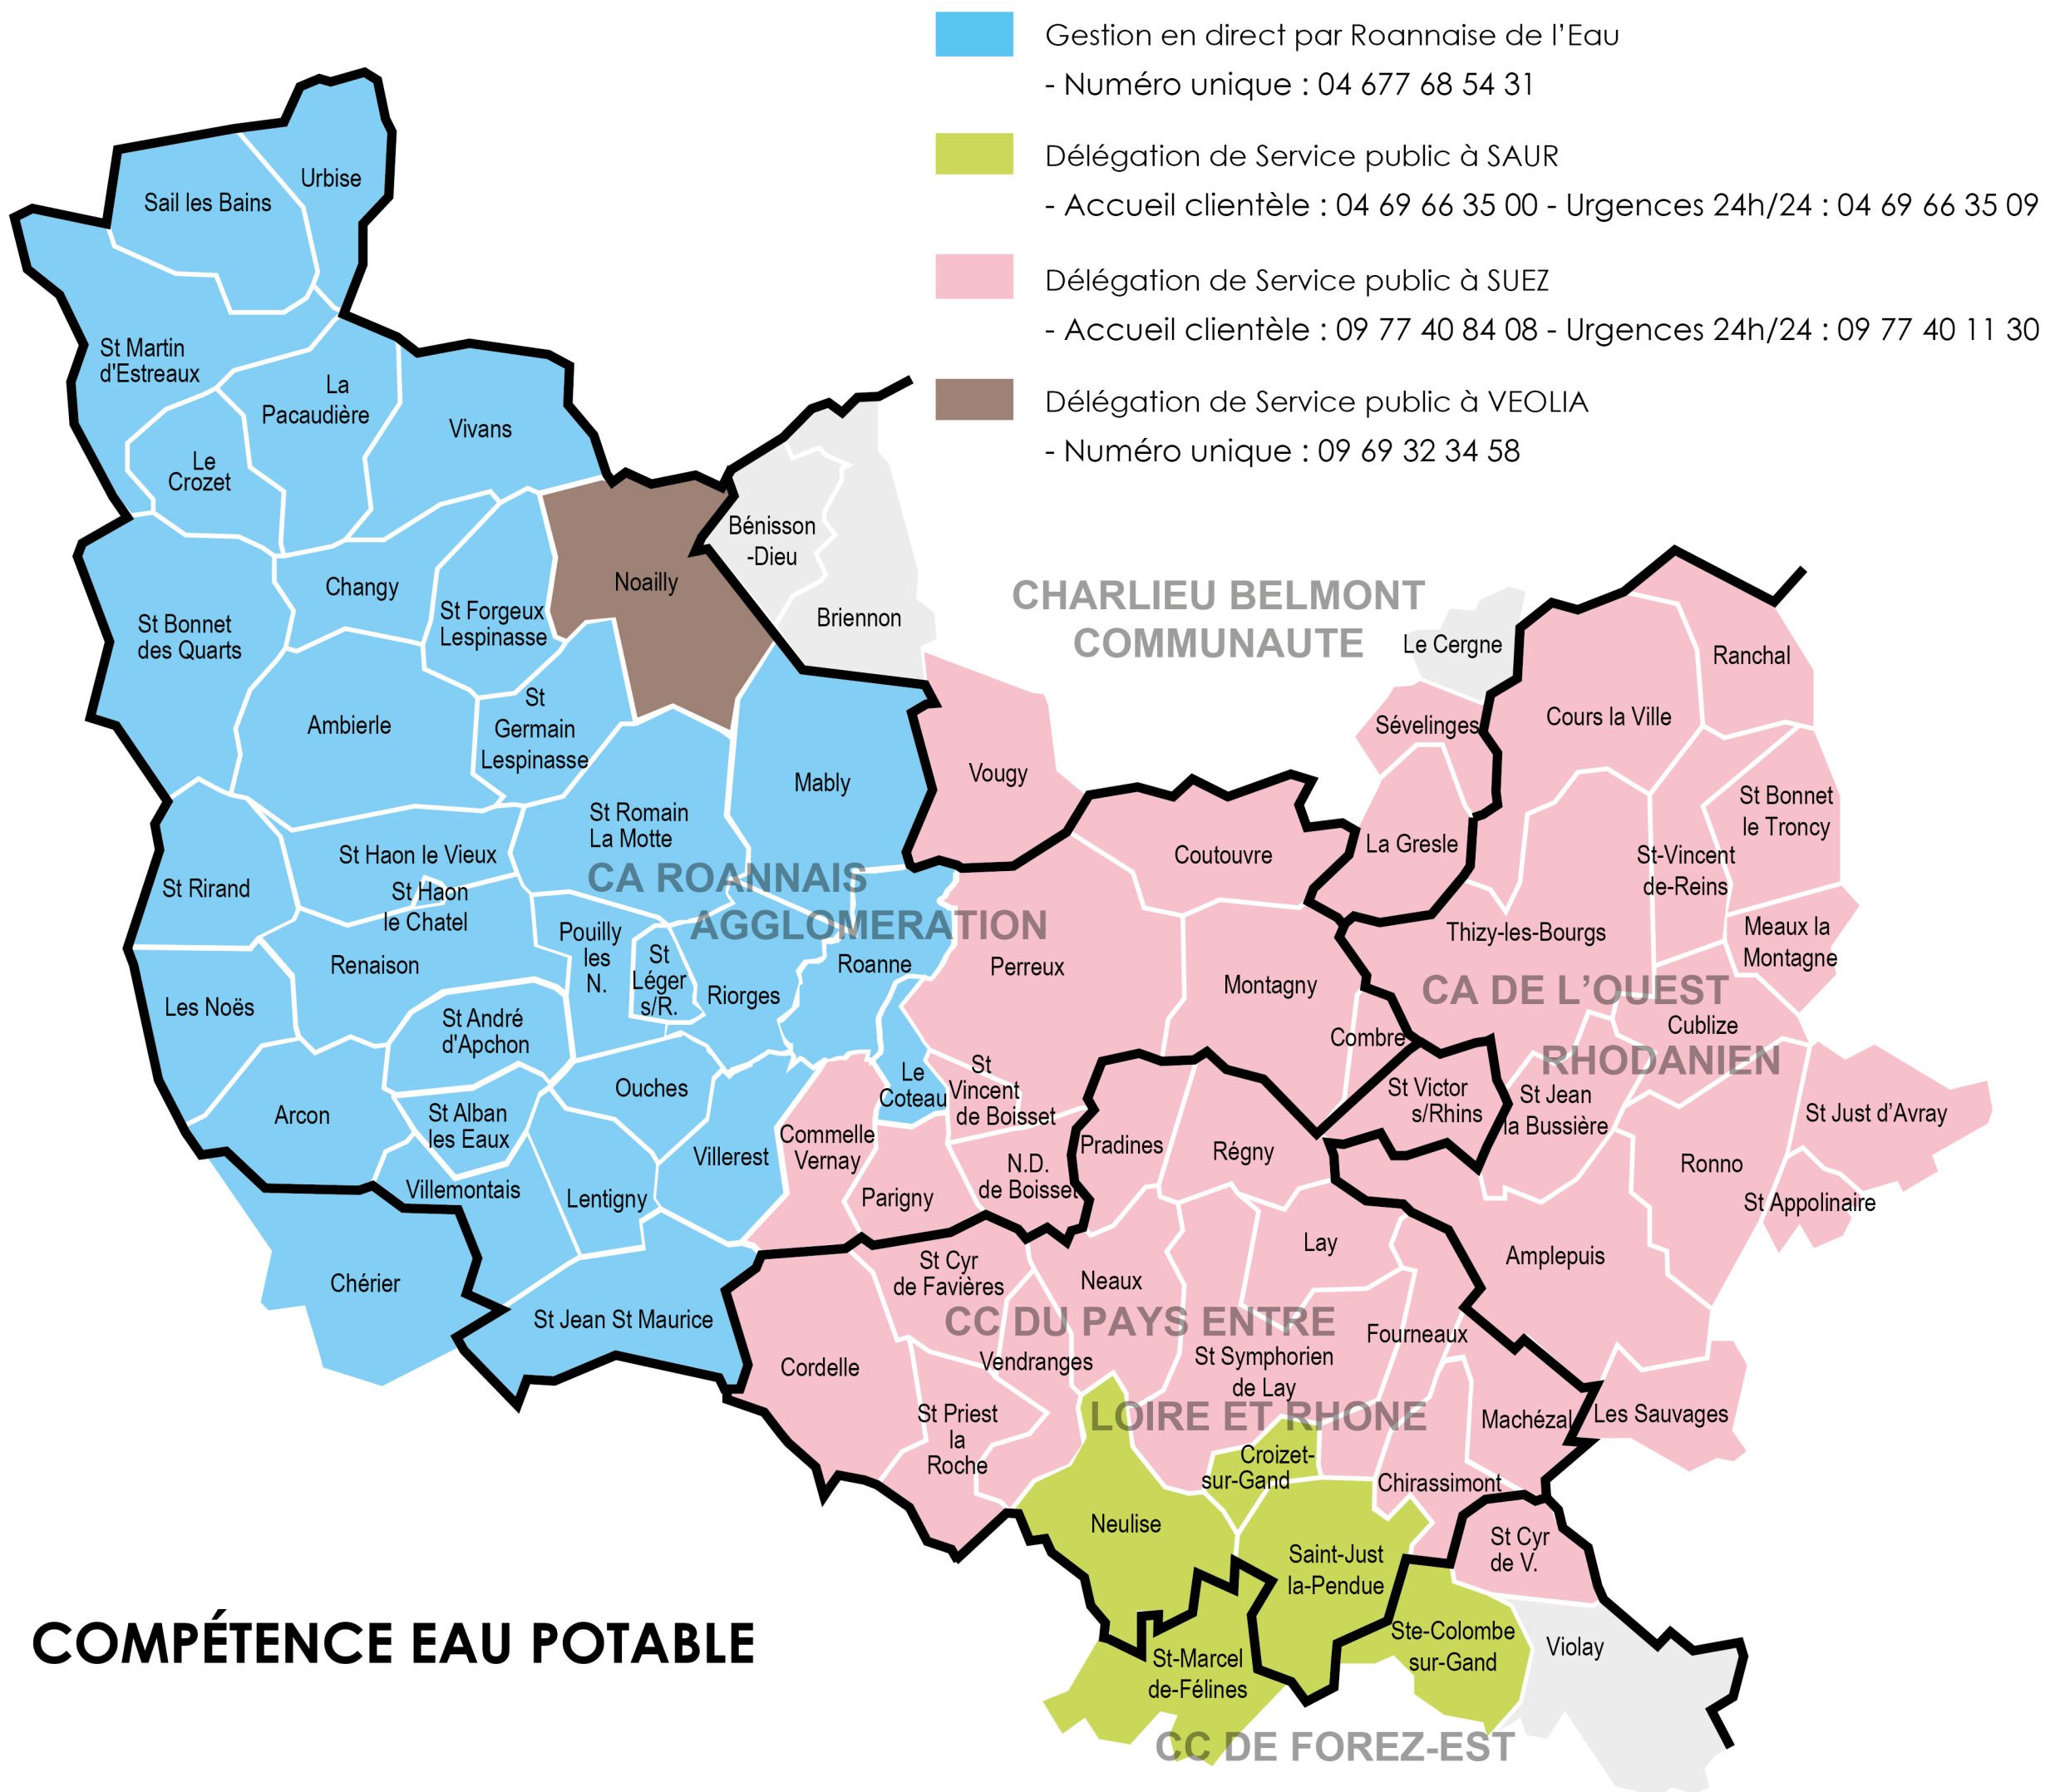 Gestion en direct par Roannaise de l'Eau
- Numéro unique : 04 677 68 54 31
Délégation de Service public à SAUR
- Accueil clientèle : 04 69 66 35 00 - Urgences 24h/24 : 04 69 66 35 09
Délégation de Service public à SUEZ
- Accueil clientèle : 09 77 40 84 08 - Urgences 24h/24 : 09 77 40 11 30
Délégation de Service public à VEOLIA
- Numéro unique : 09 69 32 34 58
Urbise
Sail les Bains
St Martin
d'Estreaux
La
Pacaudière
Vivans
Le
Crozet
Bénisson
-Dieu
Noailly
Changy
St Forgeux
Lespinasse
St Bonnet
des Quarts
Briennon
CHARLIEU BELMONT
COMMUNAUTE
Le Cergne
Ranchal
Sévelinges
Cours la Ville
Ambierle
St
Germain
Lespinasse
Mably
Vougy
St Bonnet
le Troncy
St Romain
La Motte
St Haon le Vieux
St Rirand
St Haon
le Chatel
CA ROANNAIS
AGGLOMERATION
Coutouvre
La Gresle
St-Vincent
de-Reins
Thizy-les-Bourgs
Meaux la
Montagne
Pouilly
les
N.
St
Léger
s/R.
Renaison
Roanne
Riorges
Perreux
Montagny
CA DE L'OUEST
RHODANIEN
Les Noës
St André
d'Apchon
Combre
Cublize
Arcon
St Alban
les Eaux
Ouches
Le
Coteau
St
Vincent
de Boisset
St Victor
s/Rhins
St Jean
la Bussière
St Just d'Avray
Commelle
Vernay
Villerest
N.D.
de Boisset
Pradines
Régny
Ronno
Villemontais
Lentigny
Parigny
St Appolinaire
Chérier
St Cyr
de Favières
Neaux
Lay
Amplepuis
St Jean St Maurice
CC DU PAYS ENTRE
LOIRE ET RHONE
Cordelle
Vendranges
St Symphorien
de Lay
Fourneaux
St Priest
la
Roche
Machézal
Les Sauvages
Croizet-
sur-Gand
Chirassimont
Neulise
Saint-Just
la-Pendue
St Cyr
de V.
COMPÉTENCE EAU POTABLE
St-Marcel
de-Félines
Ste-Colombe
sur-Gand
Violay
CC DE FOREZ-EST